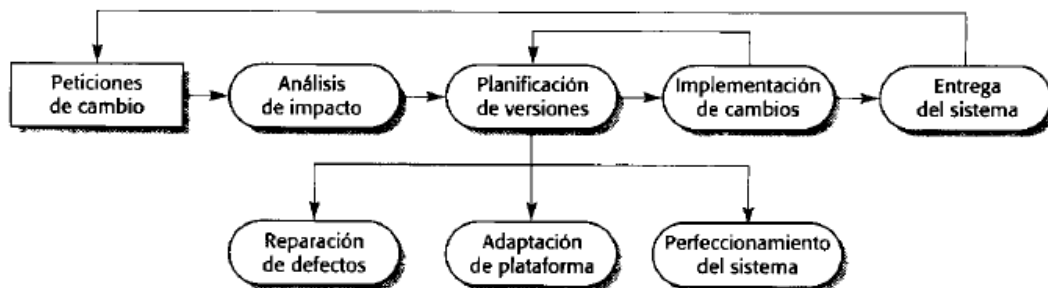 Peticiones
de cambio
Análisis
de impacto
Planificación
de versiones
Implementación
de cambios
Entrega
del sistema
Reparación
de defectos
Adaptación
de plataforma
Perfeccionamiento
del sistema